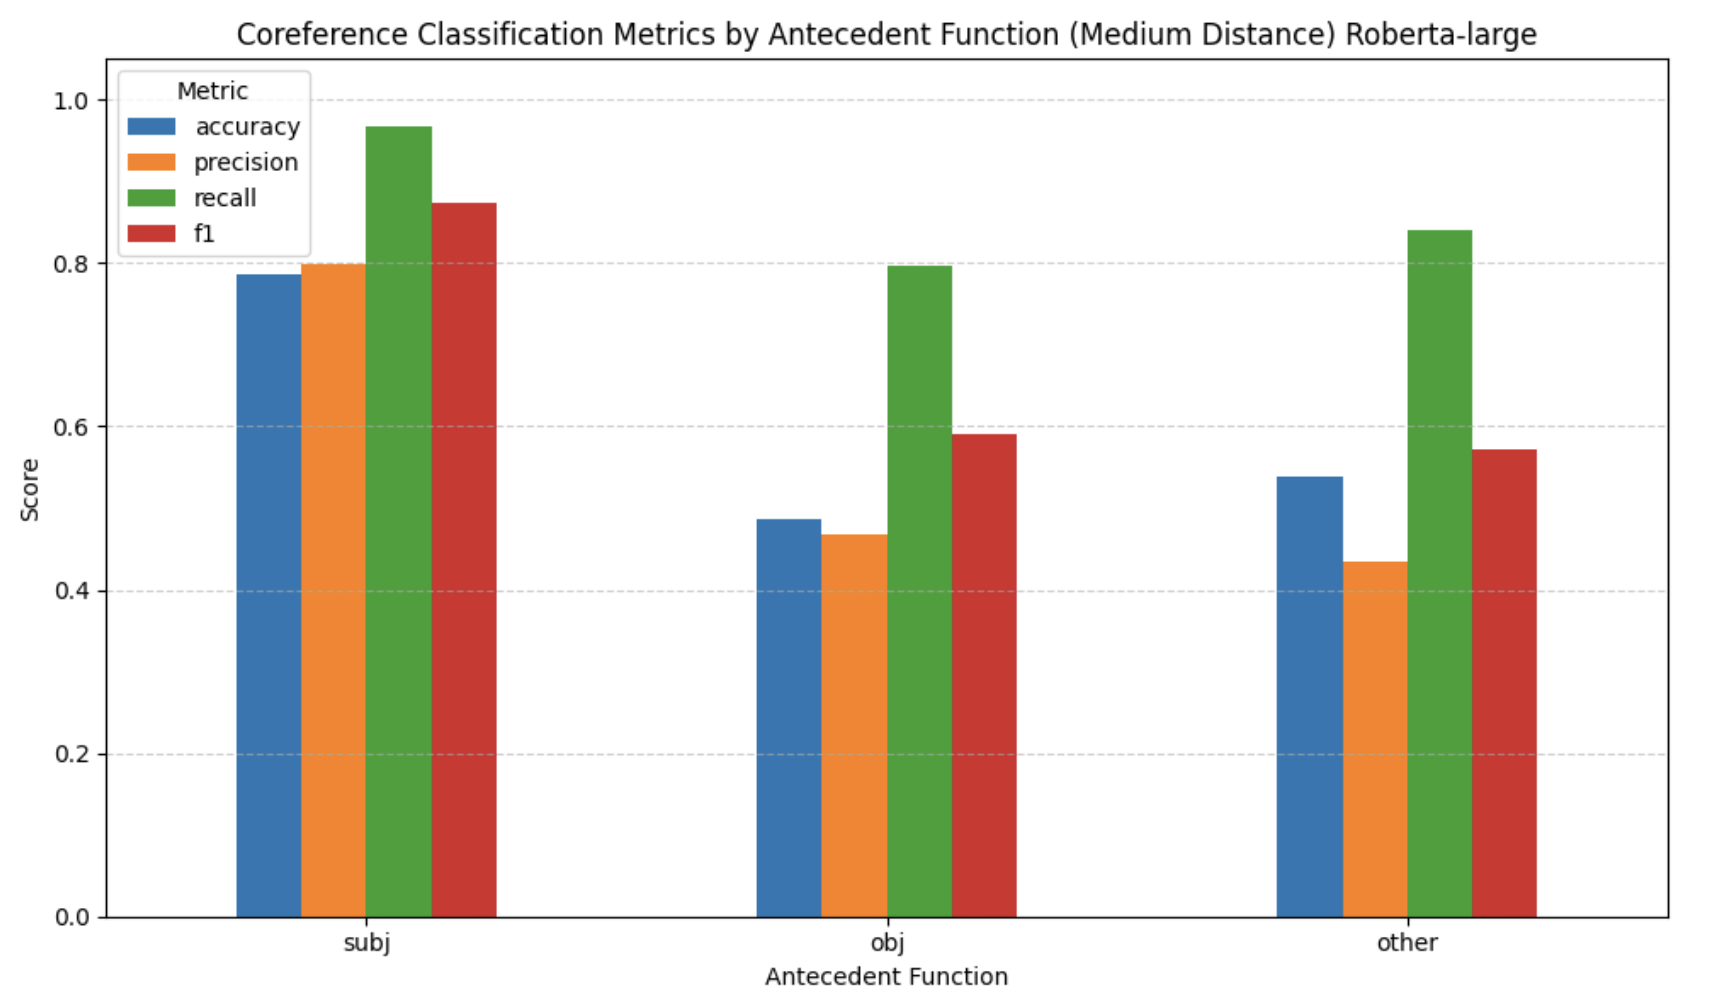 Coreference Classification Metrics by Antecedent Function (Medium Distance) Roberta-large
Metric
accuracy
precision
recall
f1
1.0
0.8
0.6
0.4
0.2
0.0
Score
subj
obj
other
Antecedent Function